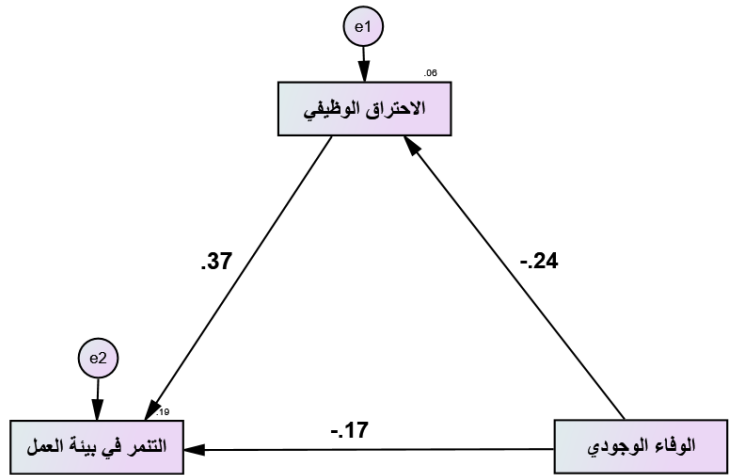 e1
.06
الاحتراق الوظيفي
.37
-.24
e2
.19
التنمر في بيئة العمل
-.17
الوفاء الوجودي